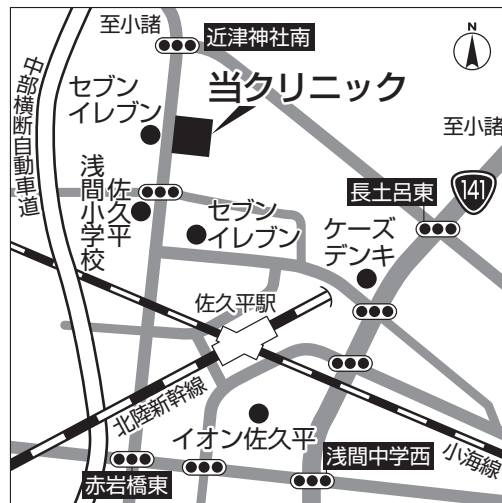 至小諸
近津神社南
N
セブン
イレブン
当クリニック
中部横断自動車道
至小諸
佐久平
浅間小学校
セブン
イレブン
長土呂東
141
ケーズ
デンキ
佐久平駅
北陸新幹線
イオン佐久平
浅間中学西
小海線
赤岩橋東